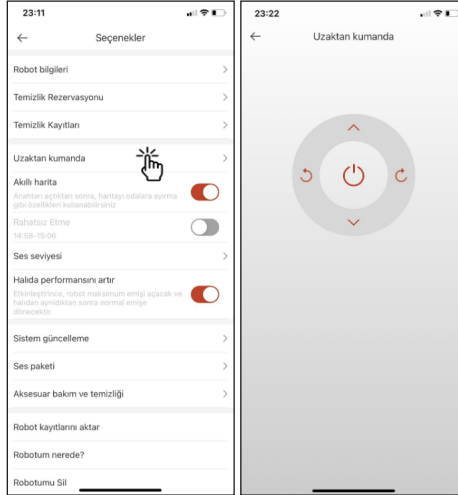 23:11
Seçenekler
Robot bilgileri
Temizlik Rezervasyonu
Temizlik Kayıtları
Uzaktan kumanda
Akıllı harita
Anahtarı açtıktan sonra, haritayı odalara ayırma
gibi özellikleri kullanabilirsiniz
Rahatsız Etme
14:58-15:06
Ses seviyesi
Halıda performansını artır
Etkinleştirince, robot maksimum emişi açacak ve
halıdan ayrıldıktan sonra normal emişe
dönecektir.
Sistem güncelleme
Ses paketi
Aksesuar bakım ve temizliği
Robot kayıtlarını aktar
Robotum nerede?
Robotumu Sil
23:22
Uzaktan kumanda